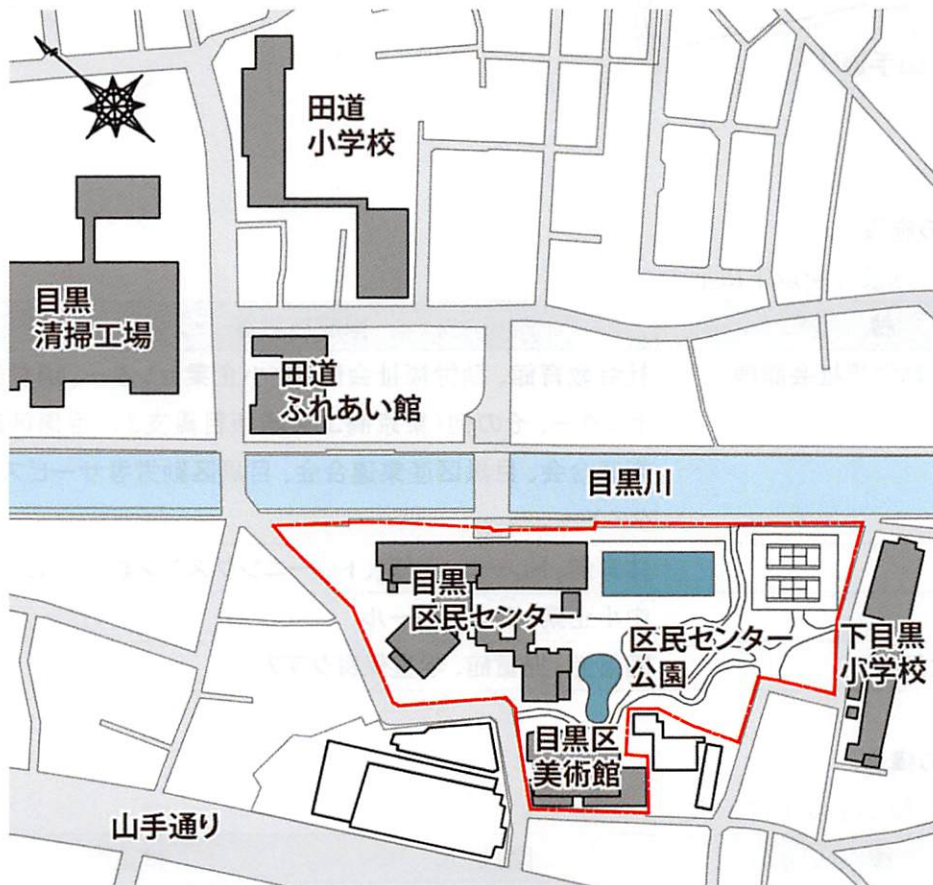 田道
小学校
目黒
清掃工場
田道
ふれあい館
目黒川
目黒
区民センタ
区民センター
公園
下目黒
小学校
目黒区
美術館
山手通り